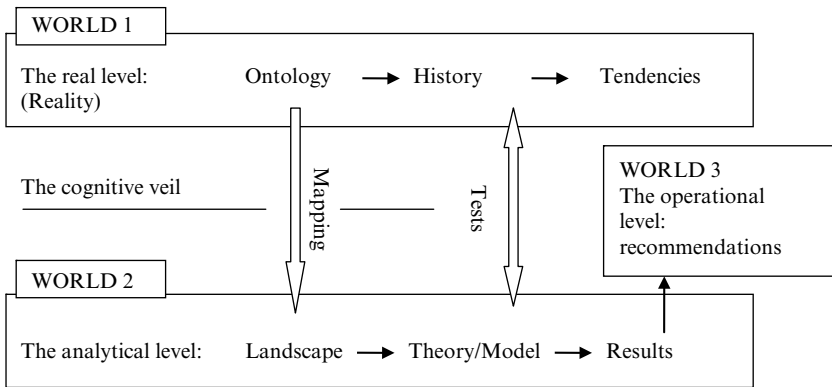 WORLD 1
The real level: Ontology History Tendencies
(Reality)
The cognitive veil
Mapping
Tests
WORLD 3
The operational
level:
recommendations
WORLD 2
The analytical level: Landscape Theory/Model Results